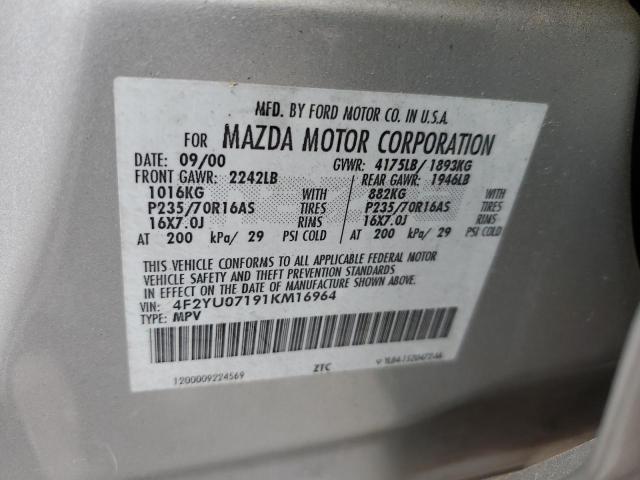 MFD. BY FORD MOTOR CO. IN U.S.A.
FOR MAZDA MOTOR CORPORATION
DATE: 09/00 GVWR: 4175LB/ 1893KG
FRONT GAWR: 2242LB REAR GAWR: 1946LB
1016KG WITH 882KG WITH
P235/70R16AS TIRES P235/70R16AS TIRES
16X7.0J RIMS 16X7.0J RIMS
AT 200 kPa/ 29 PSI COLD AT 200 kPa/ 29 PSI COLD
THIS VEHICLE CONFORMS TO ALL APPLICABLE FEDERAL MOTOR
VEHICLE SAFETY AND THEFT PREVENTION STANDARDS
IN EFFECT ON THE DATE OF MANUFACTURE SHOWN ABOVE.
VIN: 4F2YU07191KM16964
TYPE: MPV
1200009224569 ZTC